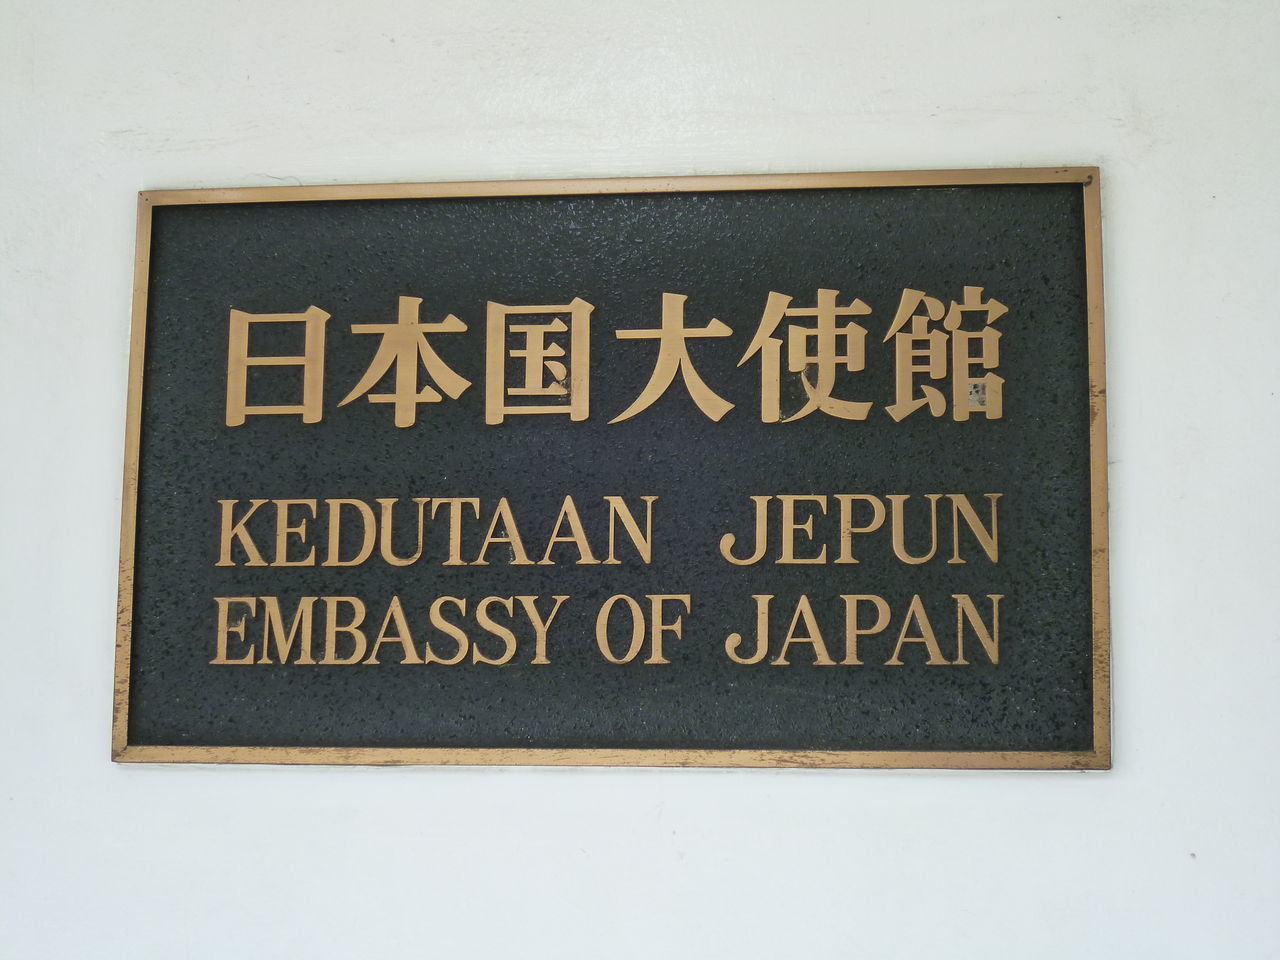 日本国大使館
KEDUTAAN JEPUN
EMBASSY OF JAPAN